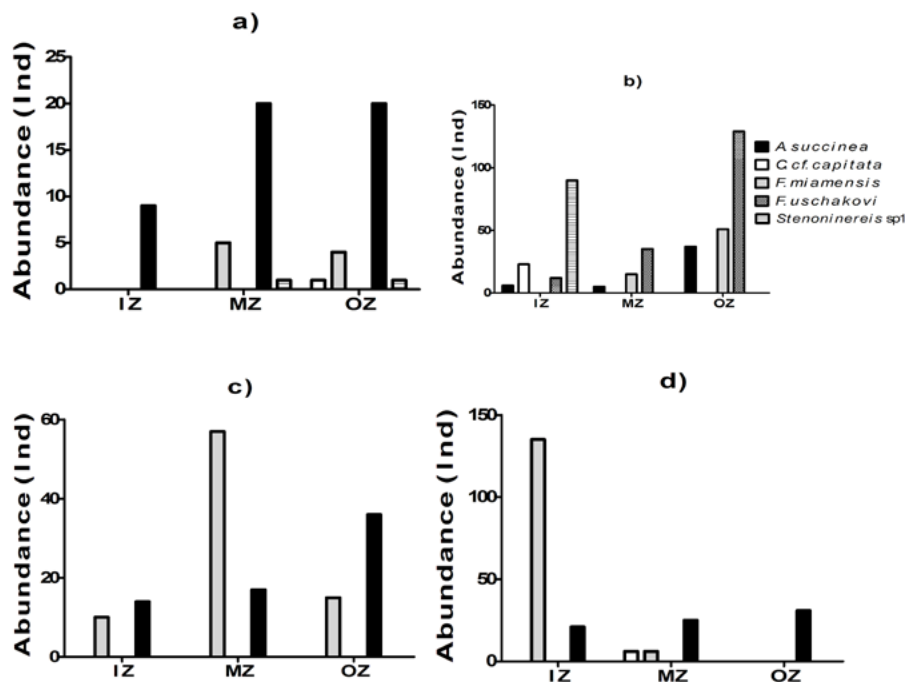 a)
Abundance (Ind)
25
20
15
10
5
0
IZ MZ OZ
b)
Abundance (Ind)
150
100
50
0
IZ MZ OZ
A succinea
C. cf. capitata
F. miamensis
F. uschakovi
Stenoninereis sp1
c)
Abundance (Ind)
60
40
20
0
IZ MZ OZ
d)
Abundance (Ind)
150
100
50
0
IZ MZ OZ